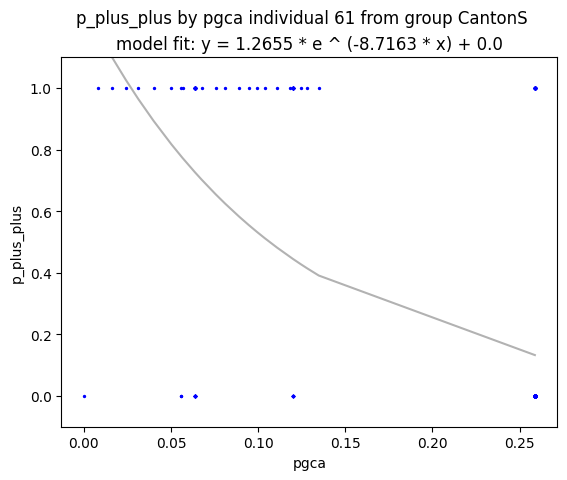 p_plus_plus by pgca individual 61 from group CantonS
model fit: y = 1.2655 * e ^ (-8.7163 * x) + 0.0
1.0
0.8
0.6
0.4
0.2
0.0
p_plus_plus
0.00 0.05 0.10 0.15 0.20 0.25
pgca